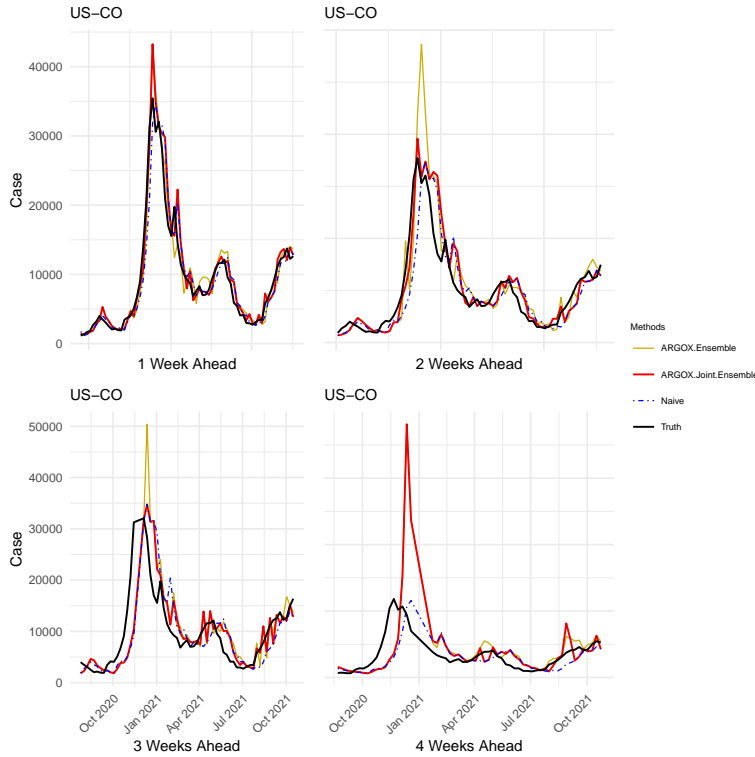 US−CO
US−CO
40000
30000
20000
10000
0
Case
1 Week Ahead
2 Weeks Ahead
Methods
ARGOX.Ensemble
ARGOX.Joint.Ensemble
Naive
Truth
US−CO
US−CO
50000
40000
30000
20000
10000
0
Case
Oct 2020
Jan 2021
Apr 2021
Jul 2021
Oct 2021
Oct 2020
Jan 2021
Apr 2021
Jul 2021
Oct 2021
3 Weeks Ahead
4 Weeks Ahead